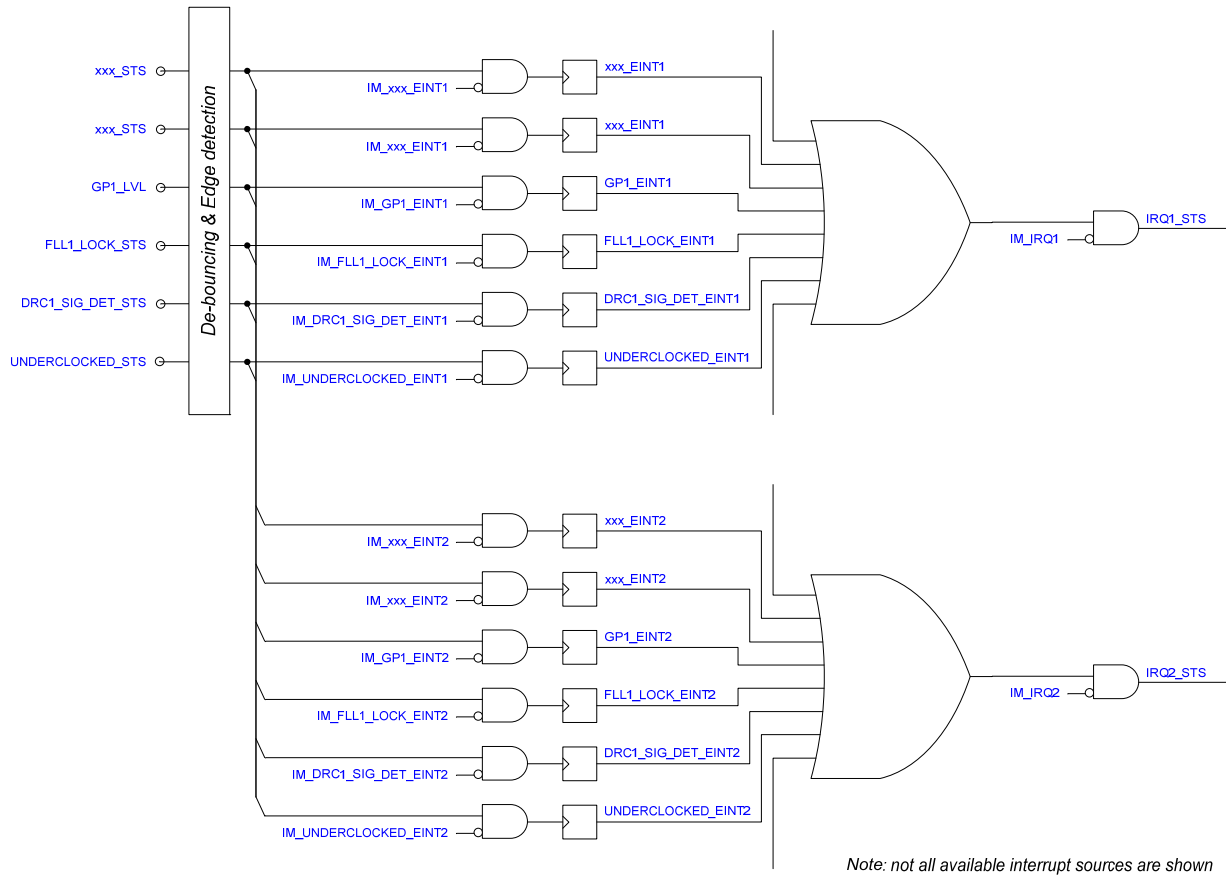 xxx_STS
xxx_STS
GP1_LVL
FLL1_LOCK_STS
DRC1_SIG_DET_STS
UNDERCLOCKED_STS
De-bouncing & Edge detection
IM_xxx_EINT1
xxx_EINT1
IM_xxx_EINT1
xxx_EINT1
IM_GP1_EINT1
GP1_EINT1
IM_FLL1_LOCK_EINT1
FLL1_LOCK_EINT1
IM_DRC1_SIG_DET_EINT1
DRC1_SIG_DET_EINT1
IM_UNDERCLOCKED_EINT1
UNDERCLOCKED_EINT1
IM_IRQ1
IRQ1_STS
IM_xxx_EINT2
xxx_EINT2
IM_xxx_EINT2
xxx_EINT2
IM_GP1_EINT2
GP1_EINT2
IM_FLL1_LOCK_EINT2
FLL1_LOCK_EINT2
IM_DRC1_SIG_DET_EINT2
DRC1_SIG_DET_EINT2
IM_UNDERCLOCKED_EINT2
UNDERCLOCKED_EINT2
IM_IRQ2
IRQ2_STS
Note: not all available interrupt sources are shown